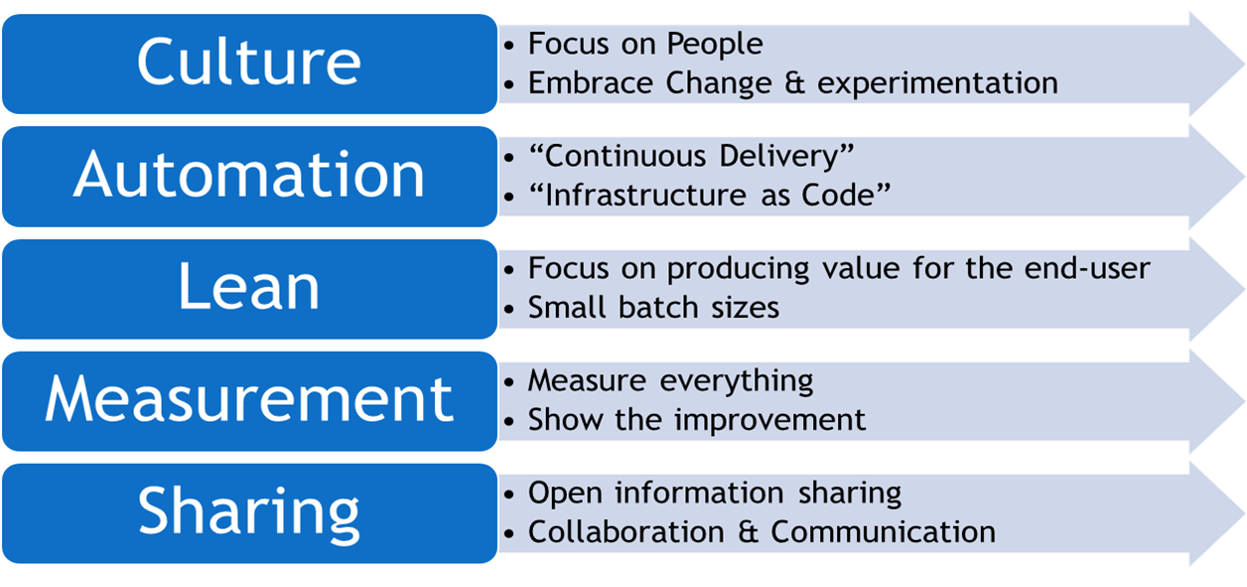 Culture
• Focus on People
• Embrace Change & experimentation
Automation
• “Continuous Delivery”
• “Infrastructure as Code”
Lean
• Focus on producing value for the end-user
• Small batch sizes
Measurement
• Measure everything
• Show the improvement
Sharing
• Open information sharing
• Collaboration & Communication